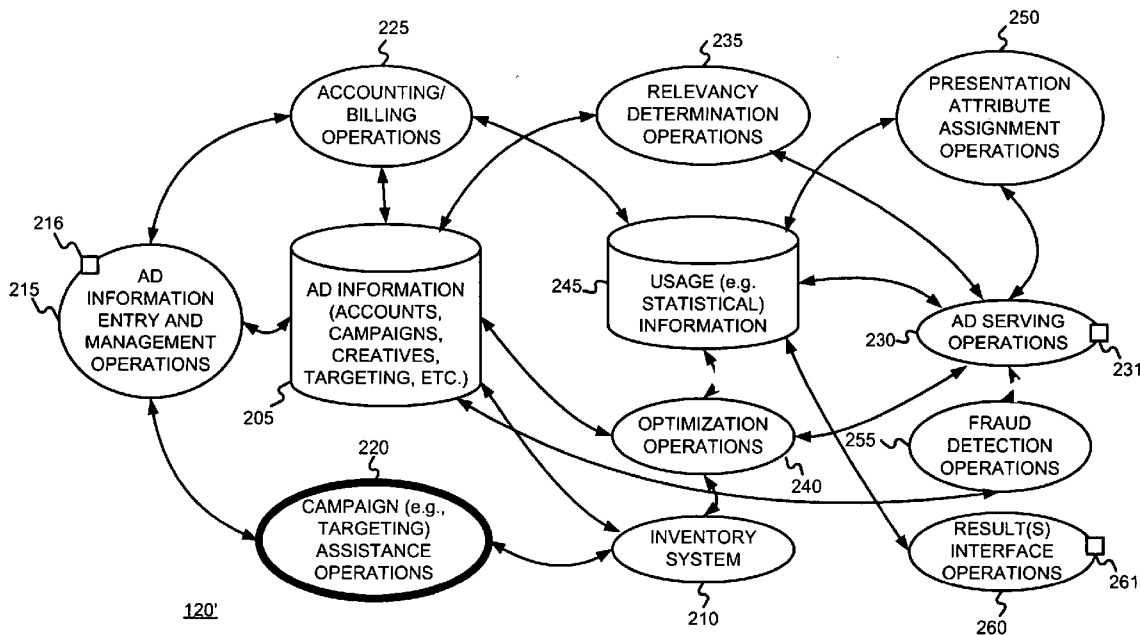 225
ACCOUNTING/
BILLING
OPERATIONS
235
RELEVANCY
DETERMINATION
OPERATIONS
250
PRESENTATION
ATTRIBUTE
ASSIGNMENT
OPERATIONS
216
215
AD
INFORMATION
ENTRY AND
MANAGEMENT
OPERATIONS
AD INFORMATION
(ACCOUNTS,
CAMPAIGNS,
CREATIVES,
TARGETING, ETC.)
205
245
USAGE (e.g.
STATISTICAL)
INFORMATION
AD SERVING
OPERATIONS
230
231
OPTIMIZATION
OPERATIONS
240
255
FRAUD
DETECTION
OPERATIONS
220
CAMPAIGN (e.g.,
TARGETING)
ASSISTANCE
OPERATIONS
INVENTORY
SYSTEM
210
RESULT(S)
INTERFACE
OPERATIONS
261
260
120'